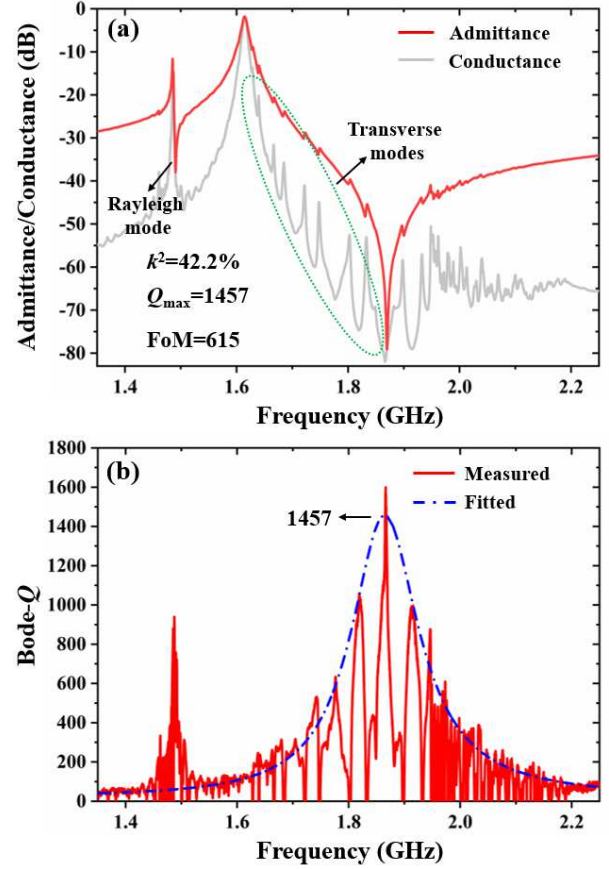 (a)
Admittance
Conductance
Admittance/Conductance (dB)
0
-10
-20
-30
-40
-50
-60
-70
-80
Transverse
modes
Rayleigh
mode
k²=42.2%
Qmax=1457
FoM=615
1.4
1.6
1.8
2.0
2.2
Frequency (GHz)
(b)
Measured
Fitted
Bode-Q
1800
1600
1400
1200
1000
800
600
400
200
0
1457
1.4
1.6
1.8
2.0
2.2
Frequency (GHz)